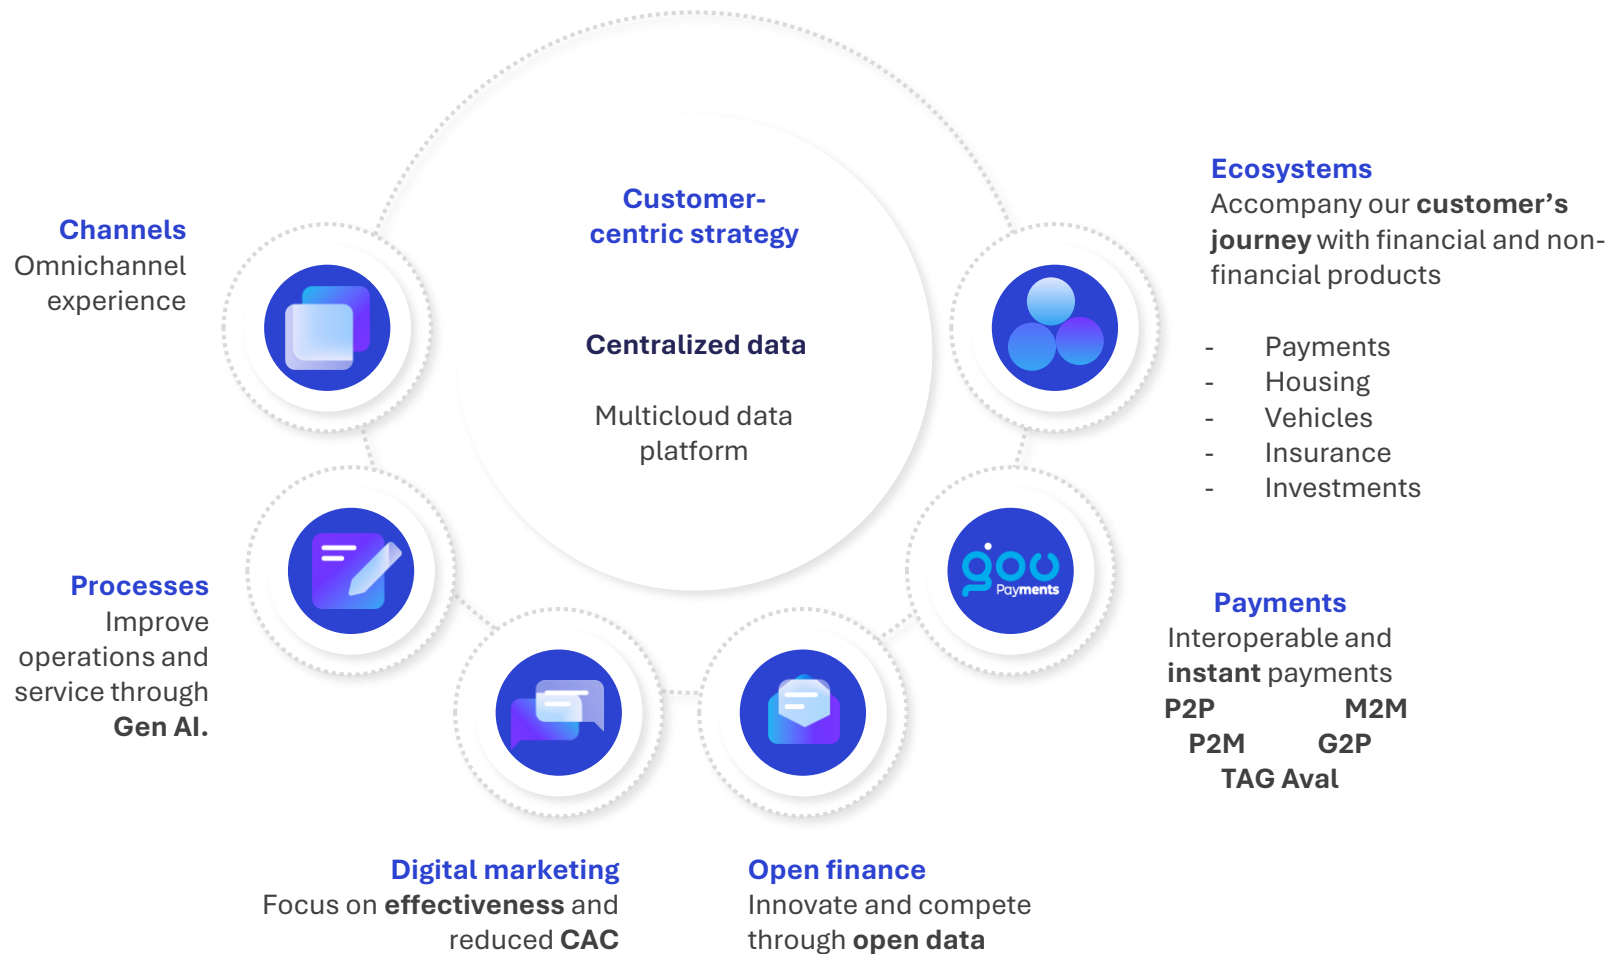 Customer-
centric strategy
Centralized data
Multicloud data
platform
Channels
Omnichannel
experience
Processes
Improve
operations and
service through
Gen AI.
Digital marketing
Focus on effectiveness and
reduced CAC
Open finance
Innovate and compete
through open data
gou
Payments
Payments
Interoperable and
instant payments
P2P M2M
P2M G2P
TAG Aval
Ecosystems
Accompany our customer’s
journey with financial and non-
financial products
- Payments
- Housing
- Vehicles
- Insurance
- Investments